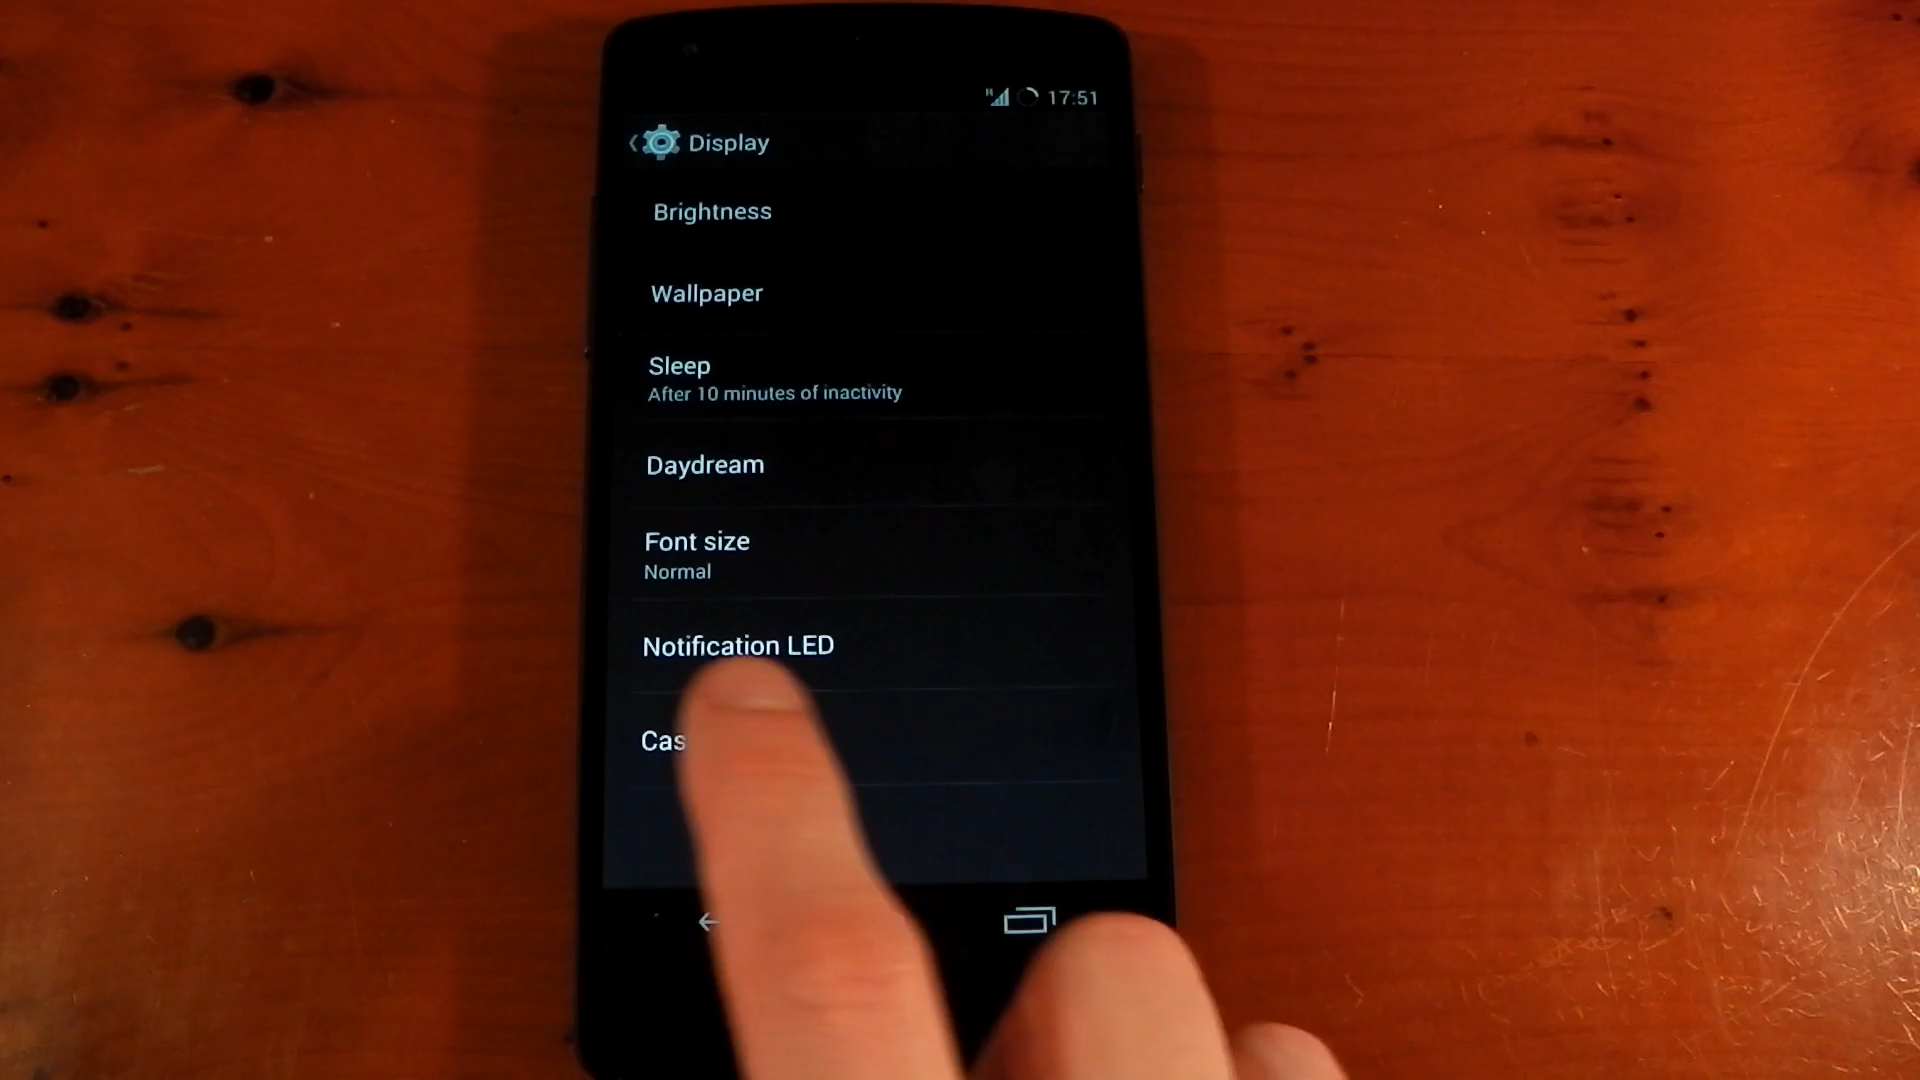 H 17:51
Display
Brightness
Wallpaper
Sleep
After 10 minutes of inactivity
Daydream
Font size
Normal
Notification LED
Cas